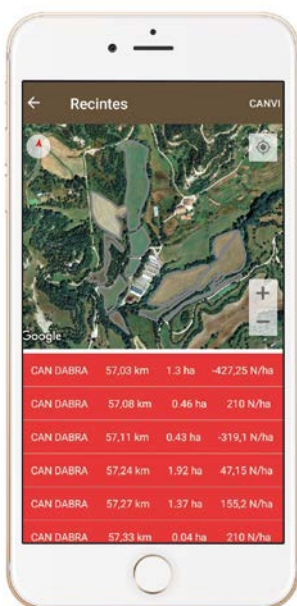 Recintes CANVI
Google
CAN DABRA 57,03 km 1.3 ha -427,25 N/ha
CAN DABRA 57,08 km 0.46 ha 210 N/ha
CAN DABRA 57,11 km 0.43 ha -319,1 N/ha
CAN DABRA 57,24 km 1.92 ha 47,15 N/ha
CAN DABRA 57,27 km 1.37 ha 155,2 N/ha
CAN DABRA 57,33 km 0.04 ha 210 N/ha